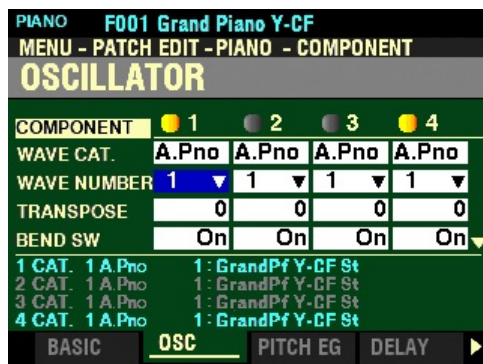 PIANO F001 Grand Piano Y-CF
MENU - PATCH EDIT - PIANO - COMPONENT
OSCILLATOR
COMPONENT 1 2 3 4
WAVE CAT. A.Pno A.Pno A.Pno A.Pno
WAVE NUMBER 1 ▼ 1 ▼ 1 ▼ 1 ▼
TRANSPOSE 0 0 0 0
BEND SW On On On On
1 CAT. 1 A.Pno 1: GrandPf Y-CF St
2 CAT. 1 A.Pno 1: GrandPf Y-CF St
3 CAT. 1 A.Pno 1: GrandPf Y-CF St
4 CAT. 1 A.Pno 1: GrandPf Y-CF St
BASIC OSC PITCH EG DELAY